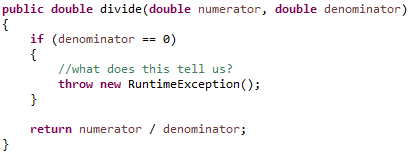 public double divide(double numerator, double denominator)
{
    if (denominator == 0)
    {
        //what does this tell us?
        throw new RuntimeException();
    }

    return numerator / denominator;
}